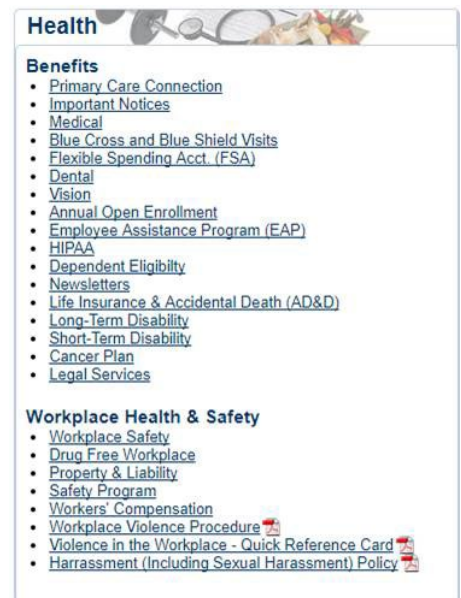 Health
Benefits
Primary Care Connection
Important Notices
Medical
Blue Cross and Blue Shield Visits
Flexible Spending Acct. (FSA)
Dental
Vision
Annual Open Enrollment
Employee Assistance Program (EAP)
HIPAA
Dependent Eligibilty
Newsletters
Life Insurance & Accidental Death (AD&D)
Long-Term Disability
Short-Term Disability
Cancer Plan
Legal Services
Workplace Health & Safety
Workplace Safety
Drug Free Workplace
Property & Liability
Safety Program
Workers' Compensation
Workplace Violence Procedure
Violence in the Workplace - Quick Reference Card
Harrassment (Including Sexual Harassment) Policy